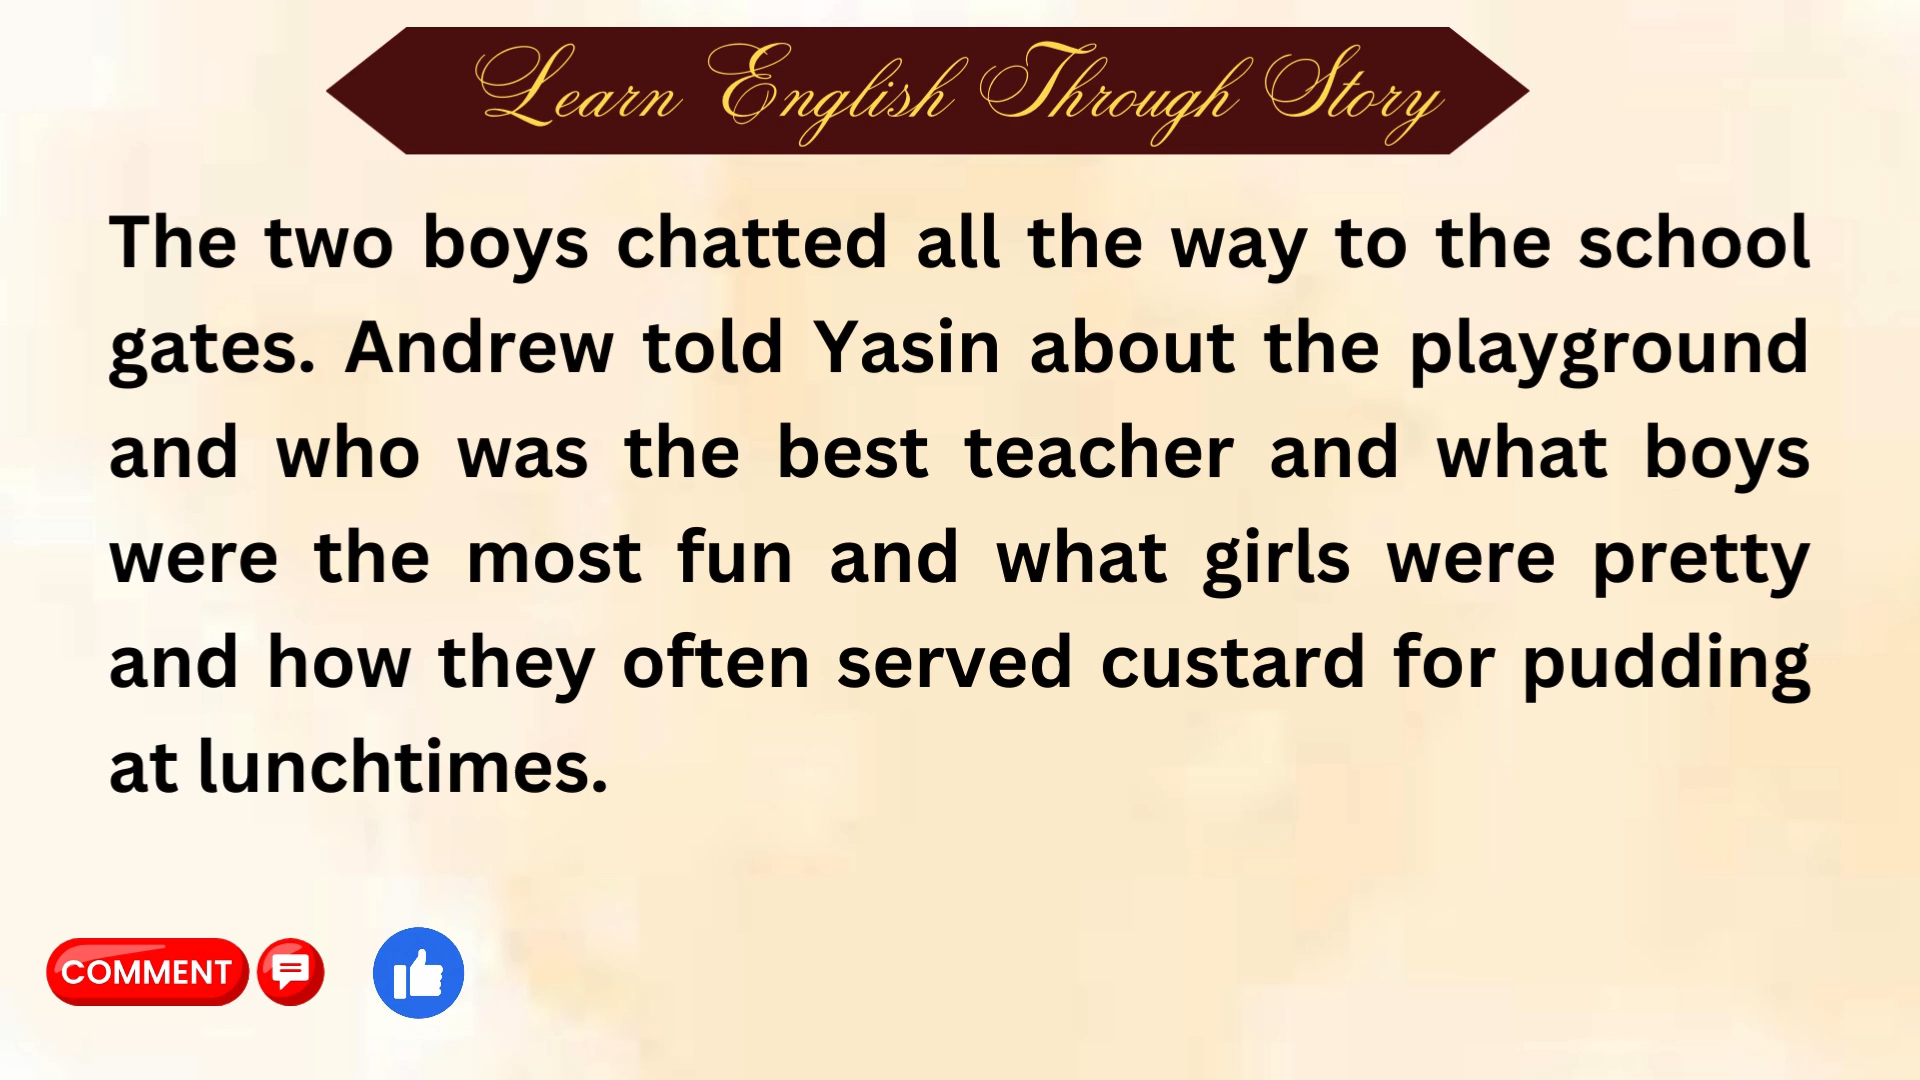 Learn English Through Story
The two boys chatted all the way to the school
gates. Andrew told Yasin about the playground
and who was the best teacher and what boys
were the most fun and what girls were pretty
and how they often served custard for pudding
at lunchtimes.
COMMENT